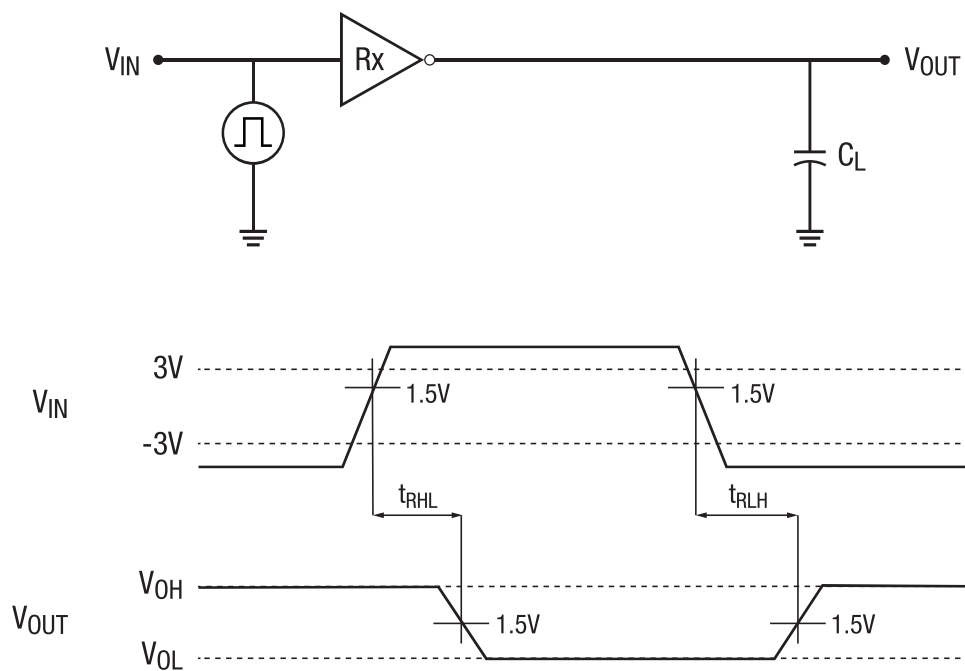 VIN
Rx
VOUT
CL
3V
1.5V
1.5V
VIN
-3V
tRHL
tRLH
VOH
VOUT
1.5V
1.5V
VOL